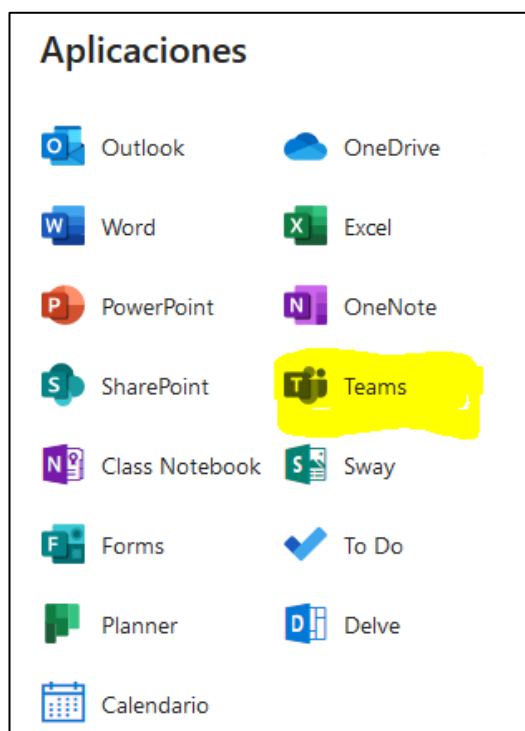 Aplicaciones
Outlook OneDrive
Word Excel
PowerPoint OneNote
SharePoint Teams
Class Notebook Sway
Forms To Do
Planner Delve
Calendario